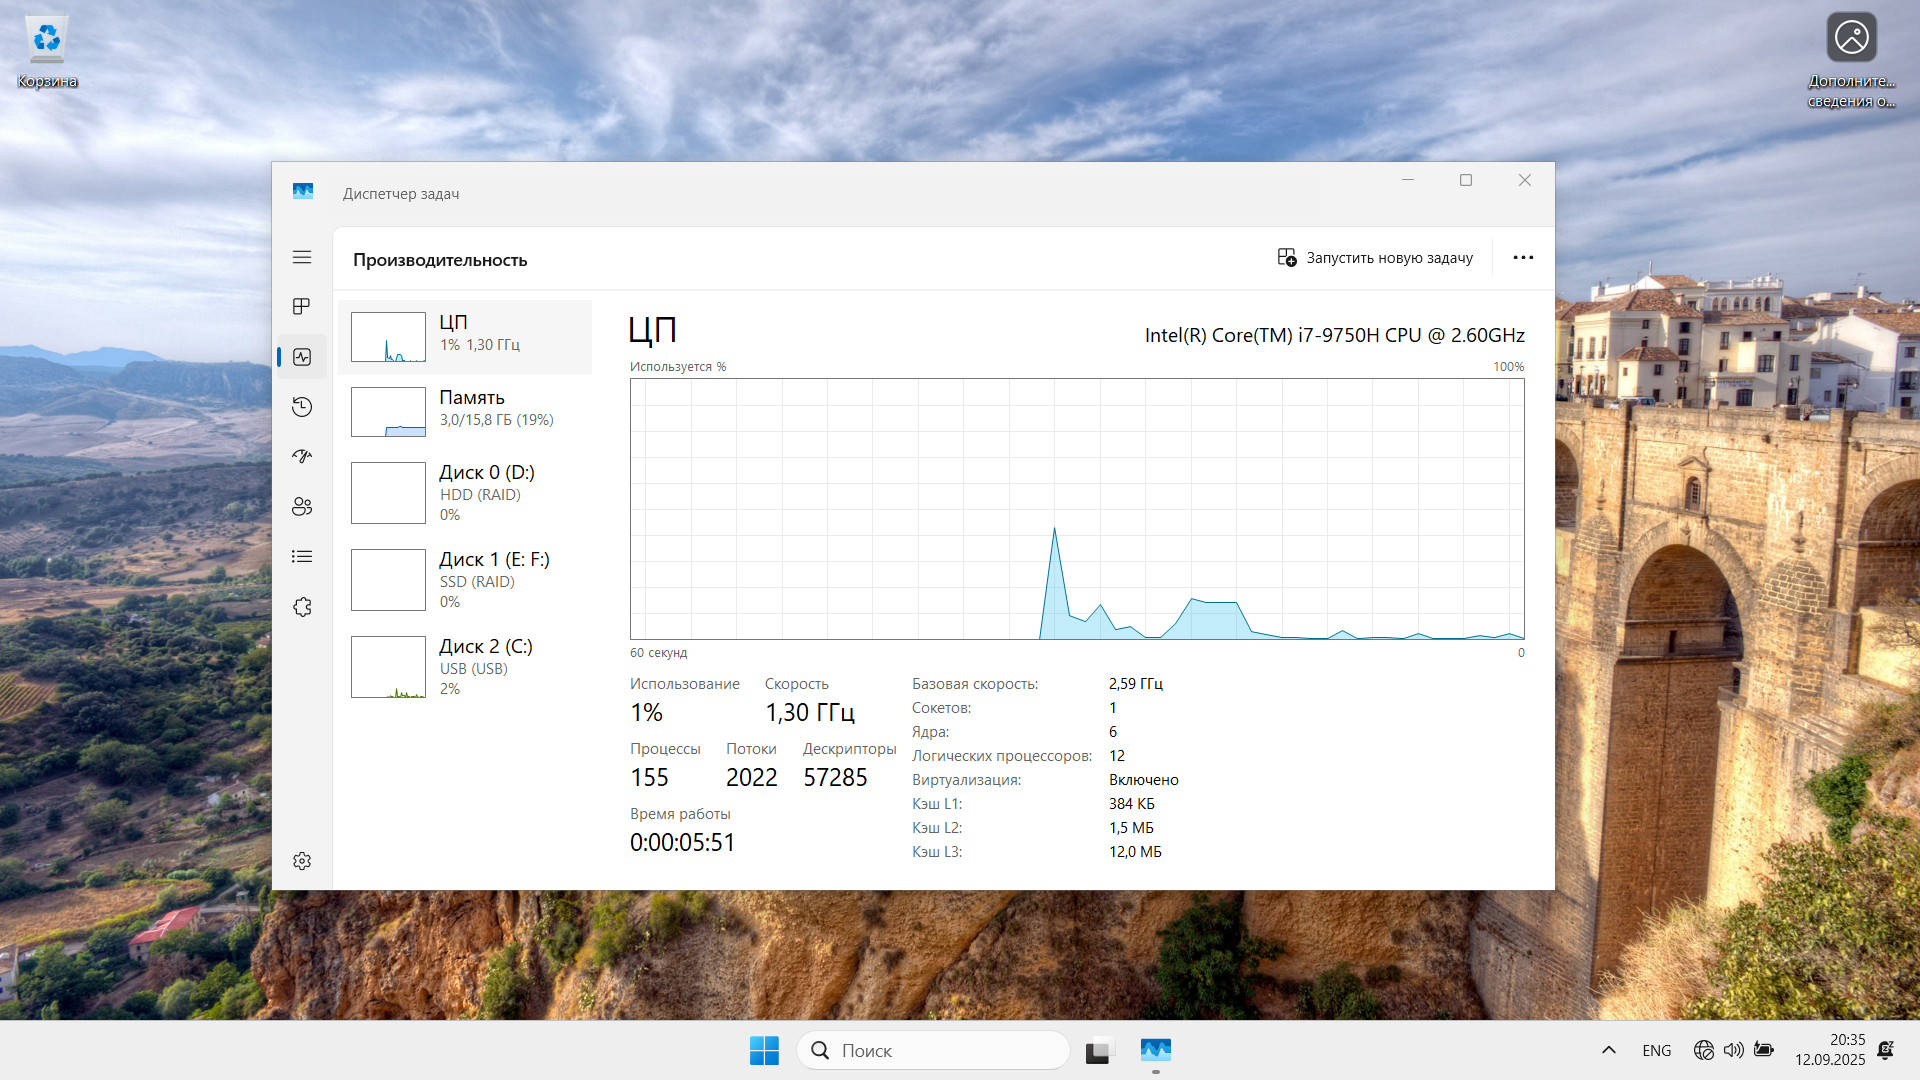 Корзина
Дополните...
сведения о...
Диспетчер задач
Производительность
Запустить новую задачу
ЦП
1% 1,30 ГГц
Память
3,0/15,8 ГБ (19%)
Диск 0 (D:)
HDD (RAID)
0%
Диск 1 (E: F:)
SSD (RAID)
0%
Диск 2 (C:)
USB (USB)
2%
ЦП
Intel(R) Core(TM) i7-9750H CPU @ 2.60GHz
Используется %
100%
60 секунд
0
Использование
1%
Скорость
1,30 ГГц
Процессы
155
Потоки
2022
Дескрипторы
57285
Время работы
0:00:05:51
Базовая скорость: 2,59 ГГц
Сокетов: 1
Ядра: 6
Логических процессоров: 12
Виртуализация: Включено
Кэш L1: 384 КБ
Кэш L2: 1,5 МБ
Кэш L3: 12,0 МБ
Поиск
ENG
20:35
12.09.2025